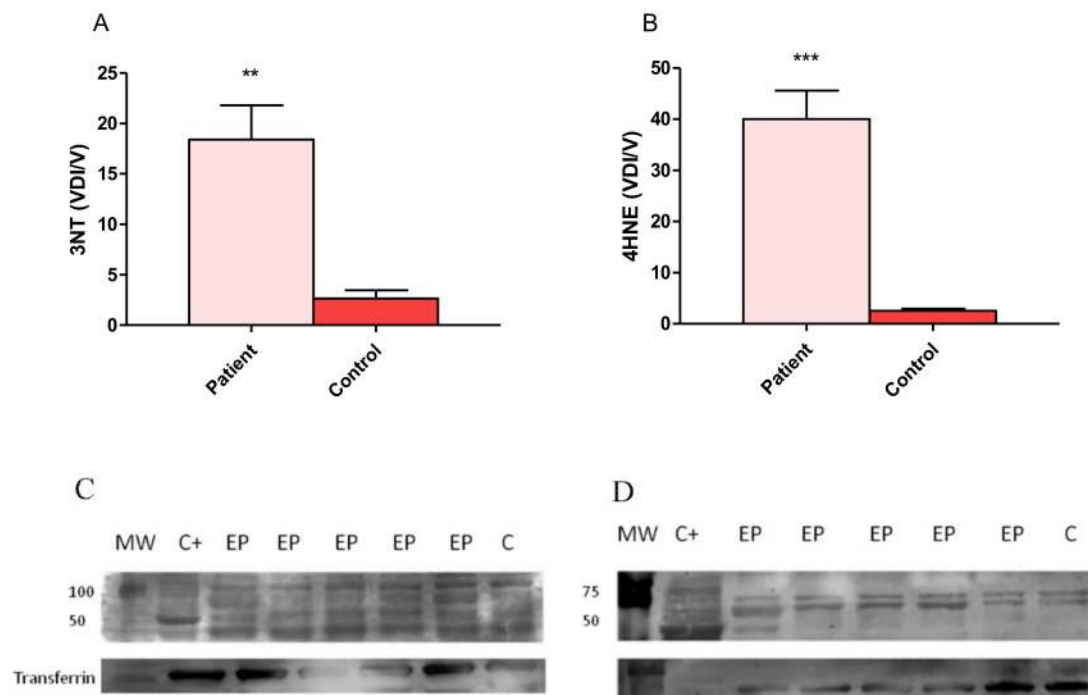 A
**
25
20
15
10
5
0
3NT (VDI/V)
Patient
Control
B
***
50
40
30
20
10
0
4HNE (VDI/V)
Patient
Control
C
MW C+ EP EP EP EP EP C
100
50
Transferrin
D
MW C+ EP EP EP EP EP C
75
50